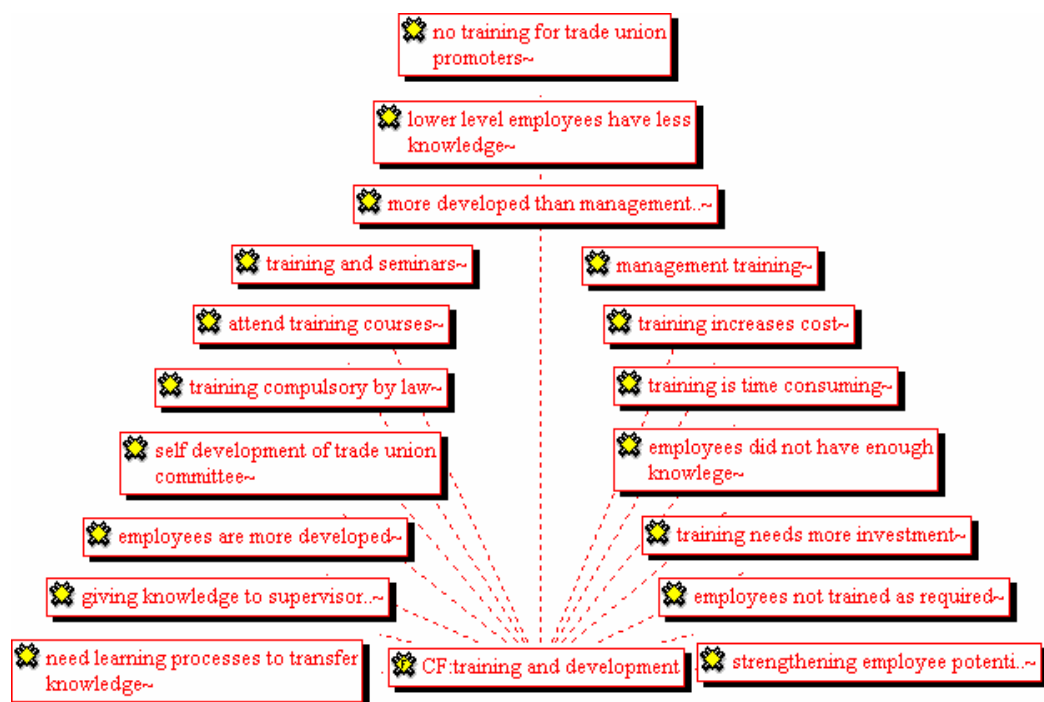 no training for trade union
promoters~
lower level employees have less
knowledge~
more developed than management..~
training and seminars~
management training~
attend training courses~
training increases cost~
training compulsory by law~
training is time consuming~
self development of trade union
committee~
employees did not have enough
knowlege~
employees are more developed~
training needs more investment~
giving knowledge to supervisor..~
employees not trained as required~
need learning processes to transfer
knowledge~
CF:training and development
strengthening employee potenti..~